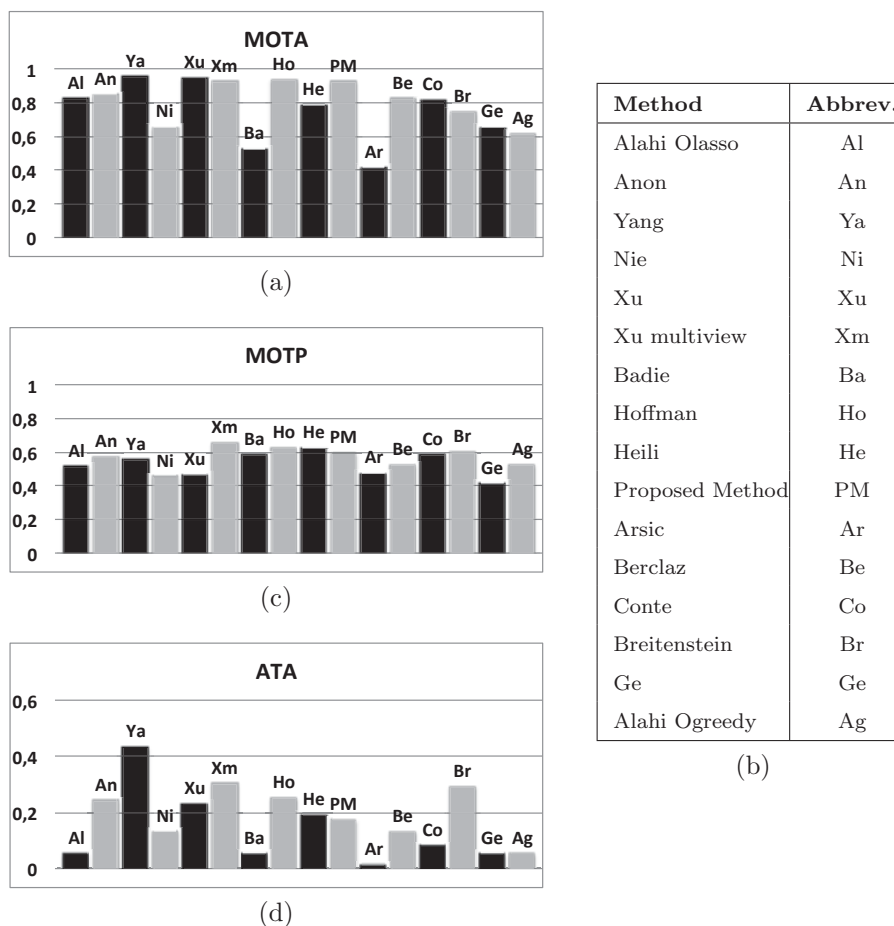 MOTA
1
0,8
0,6
0,4
0,2
0
Al An Ya Ni Xu Xm Ba Ho He PM Ar Be Co Br Ge Ag
(a)
MOTP
1
0,8
0,6
0,4
0,2
0
Al An Ya Ni Xu Xm Ba Ho He PM Ar Be Co Br Ge Ag
(c)
ATA
0,6
0,4
0,2
0
Al An Ya Ni Xu Xm Ba Ho He PM Ar Be Co Br Ge Ag
(d)
Method Abbrev.
Alahi Olasso Al
Anon An
Yang Ya
Nie Ni
Xu Xu
Xu multiview Xm
Badie Ba
Hoffman Ho
Heili He
Proposed Method PM
Arsic Ar
Berclaz Be
Conte Co
Breitenstein Br
Ge Ge
Alahi Ogreedy Ag
(b)